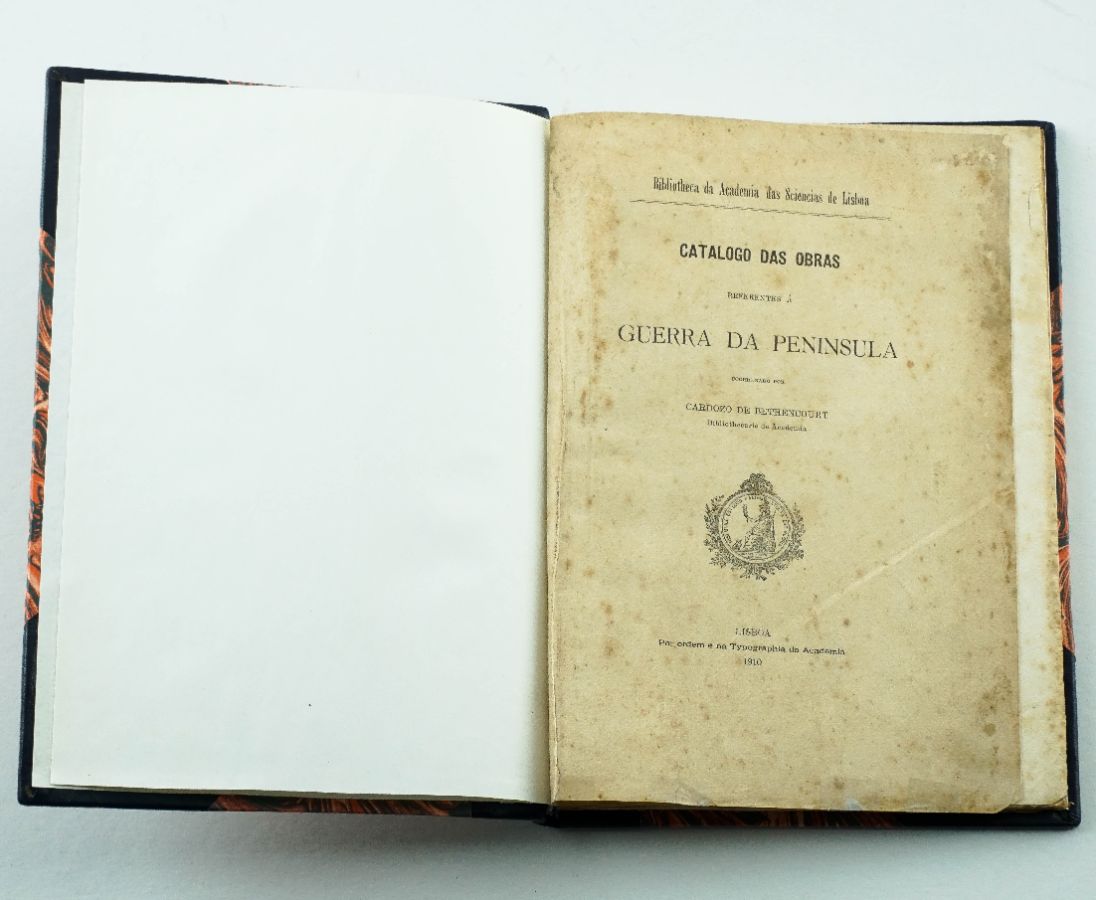 Bibliotheca da Academia das Sciencias de Lisboa
CATALOGO DAS OBRAS
REFERENTES Á
GUERRA DA PENINSULA
COORDENADO POR
CARDOZO DE BETHENCOURT
Bibliothecario da Academia
LISBOA
Por ordem e na Typographia da Academia
1910